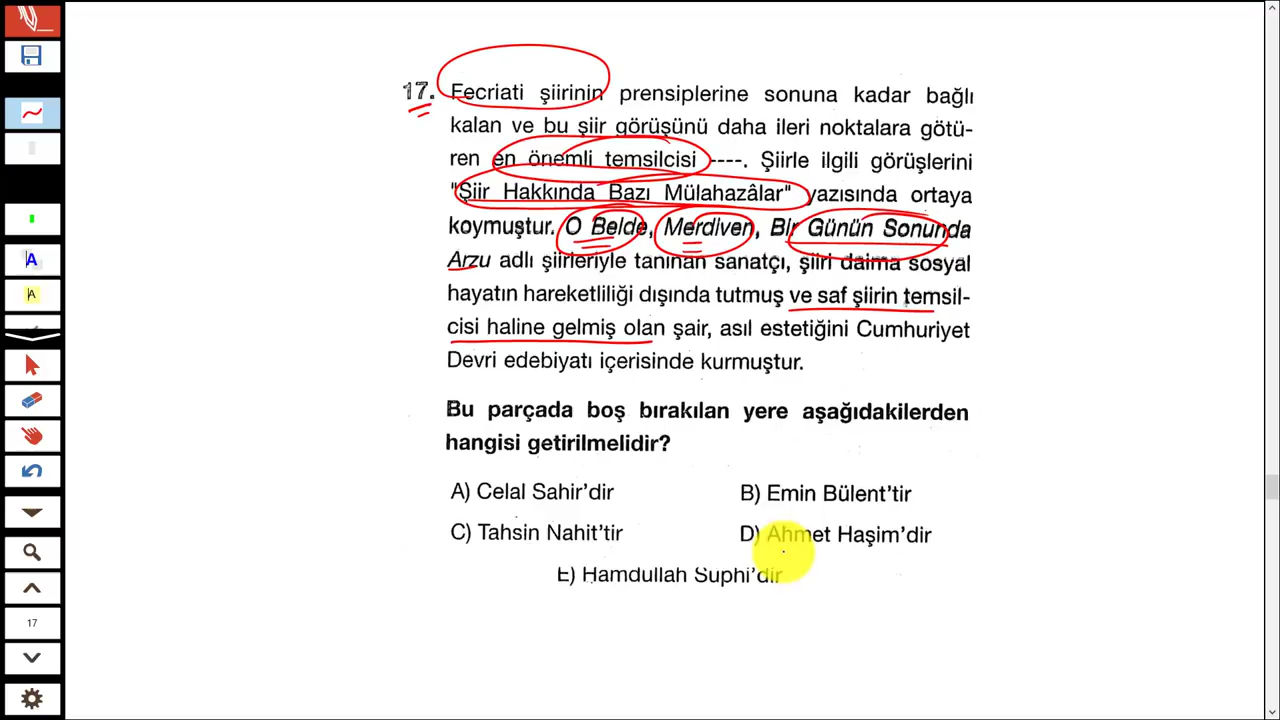 17. Fecriati şiirinin prensiplerine sonuna kadar bağlı
kalan ve bu şiir görüşünü daha ileri noktalara götü-
ren en önemli temsilcisi ----. Şiirle ilgili görüşlerini
"Şiir Hakkında Bazı Mülahazâlar" yazısında ortaya
koymuştur. O Belde, Merdiven, Bir Günün Sonunda
Arzu adlı şiirleriyle tanınan sanatçı, şiiri daima sosyal
hayatın hareketliliği dışında tutmuş ve saf şiirin temsil-
cisi haline gelmiş olan şair, asıl estetiğini Cumhuriyet
Devri edebiyatı içerisinde kurmuştur.
Bu parçada boş bırakılan yere aşağıdakilerden
hangisi getirilmelidir?
A) Celal Sahir'dir B) Emin Bülent'tir
C) Tahsin Nahit'tir D) Ahmet Haşim'dir
E) Hamdullah Suphi'dir
A
A
17